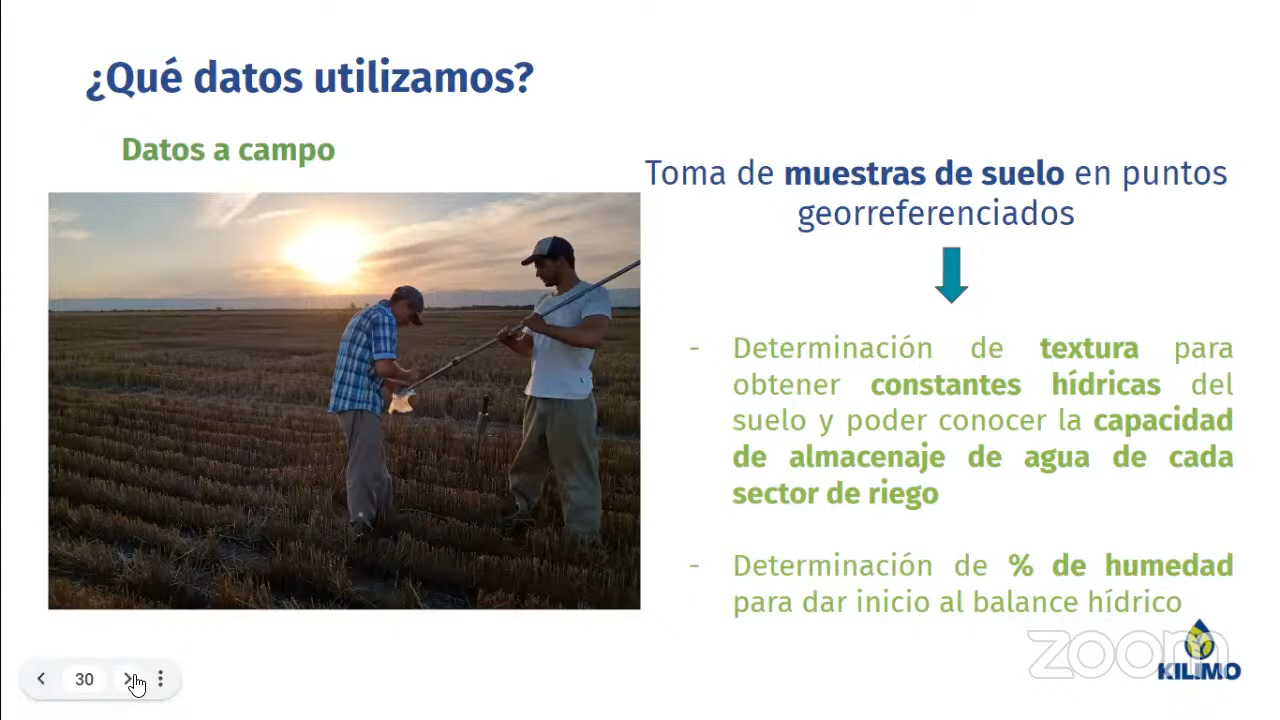 ¿Qué datos utilizamos?
Datos a campo
Toma de muestras de suelo en puntos
georreferenciados
- Determinación de textura para
obtener constantes hídricas del
suelo y poder conocer la capacidad
de almacenaje de agua de cada
sector de riego
- Determinación de % de humedad
para dar inicio al balance hídrico
zoom
KILIMO
30